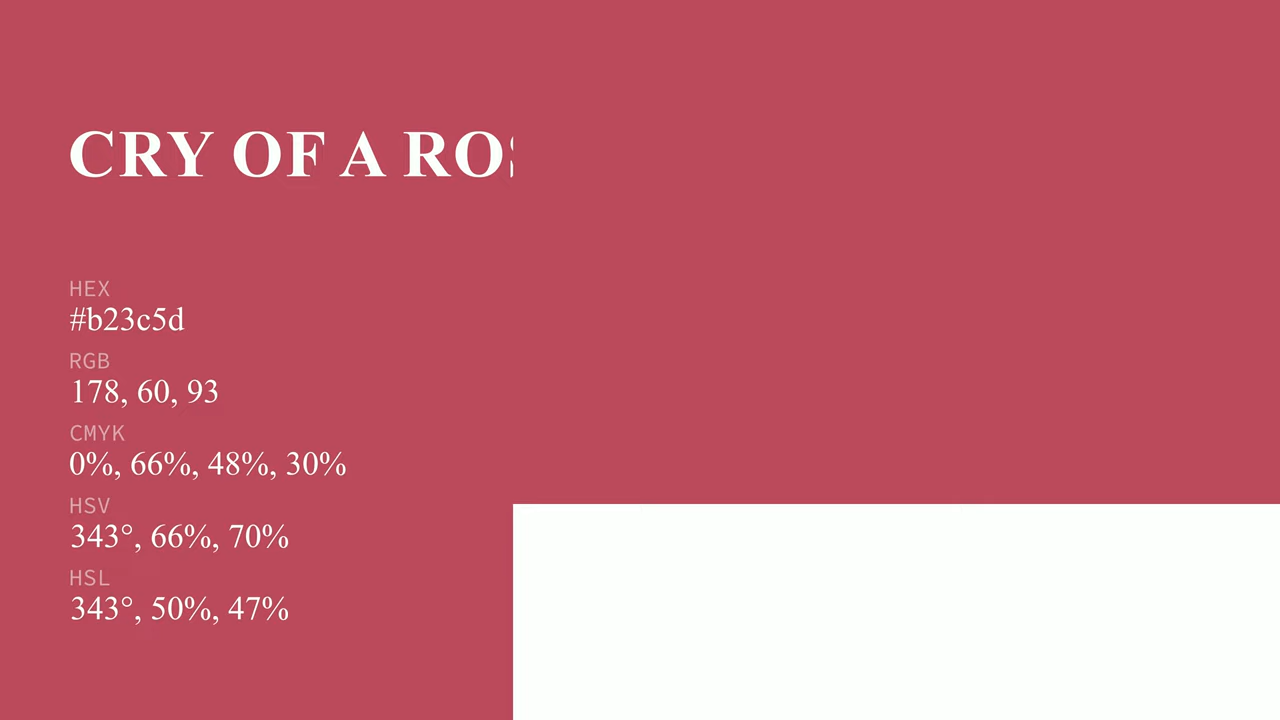 CRY OF A RO
HEX
#b23c5d
RGB
178, 60, 93
CMYK
0%, 66%, 48%, 30%
HSV
343°, 66%, 70%
HSL
343°, 50%, 47%